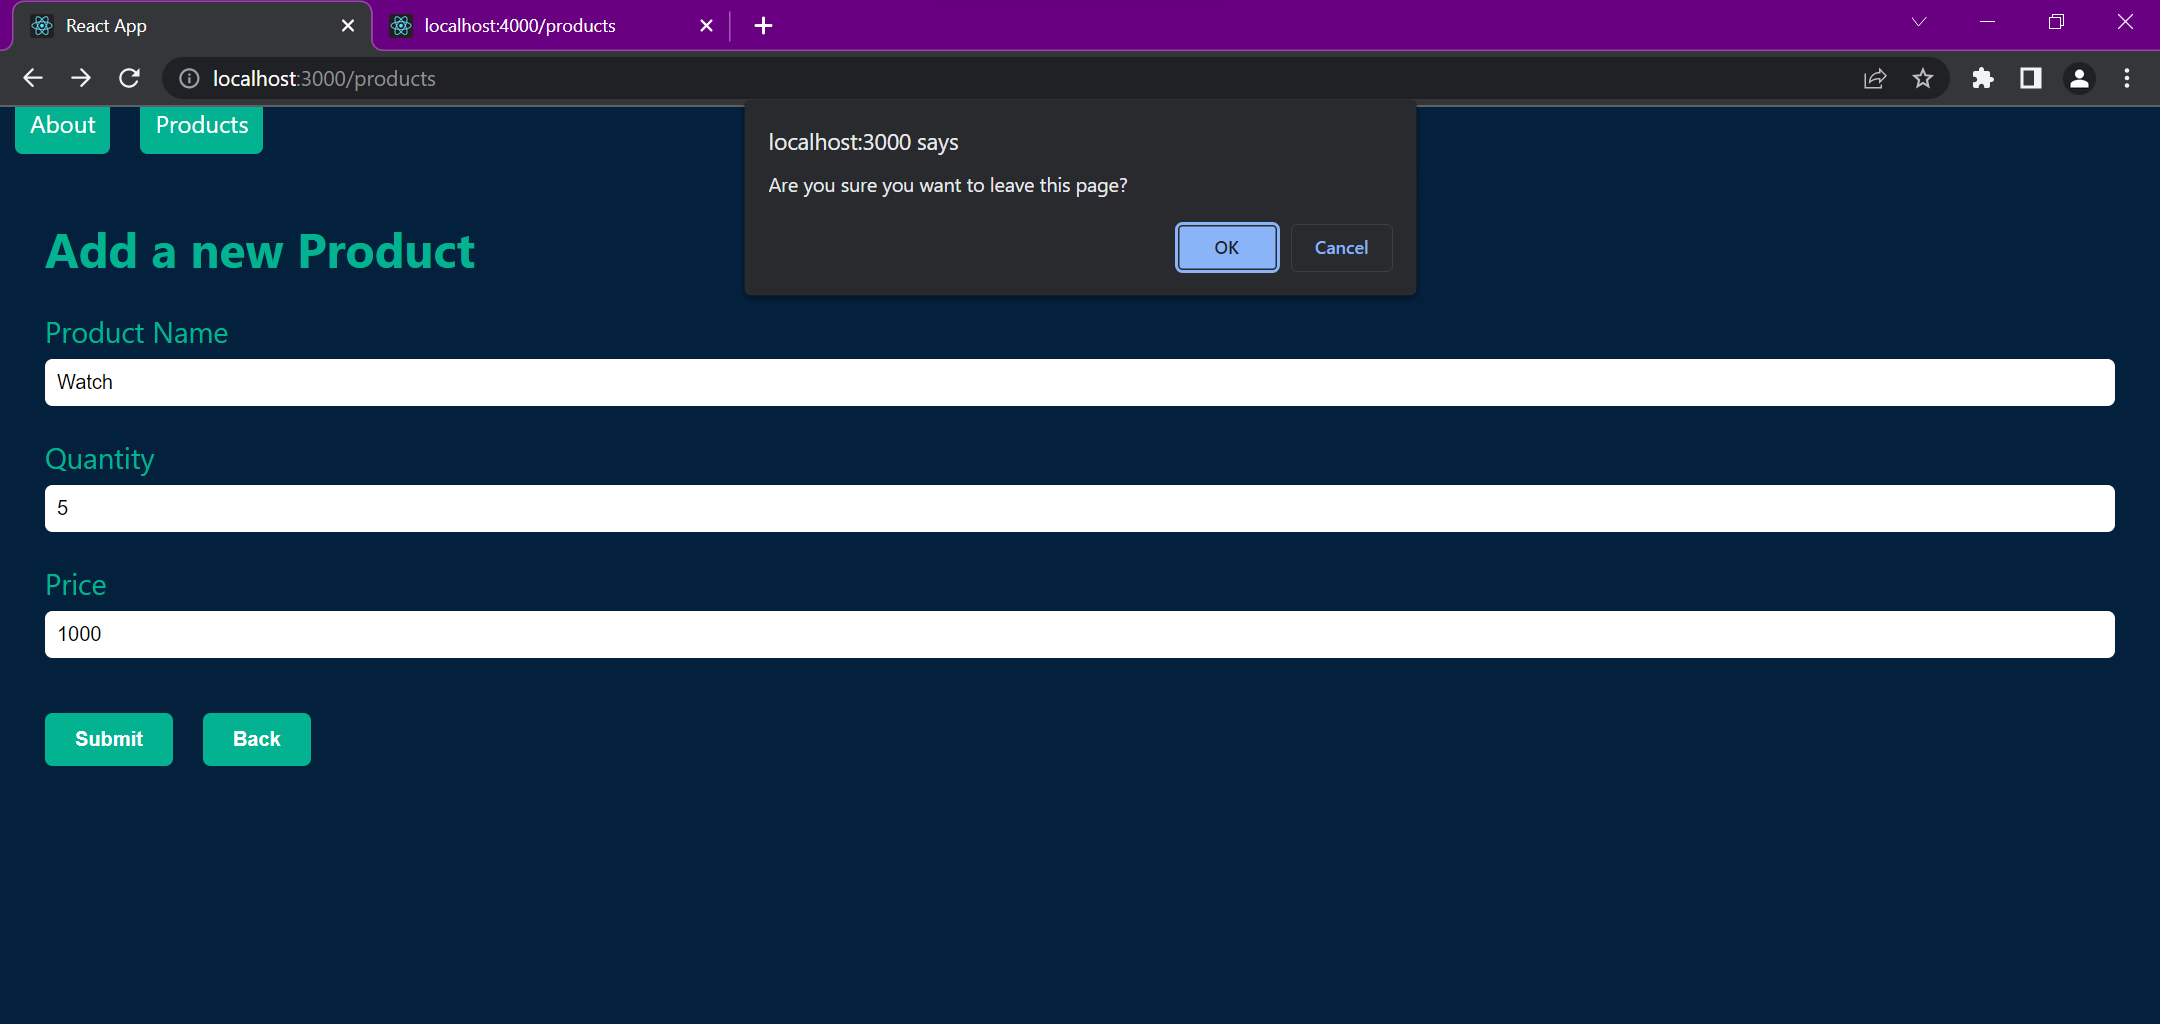 React App
localhost:4000/products
localhost:3000/products
About Products
localhost:3000 says
Are you sure you want to leave this page?
OK Cancel
Add a new Product
Product Name
Watch
Quantity
5
Price
1000
Submit Back